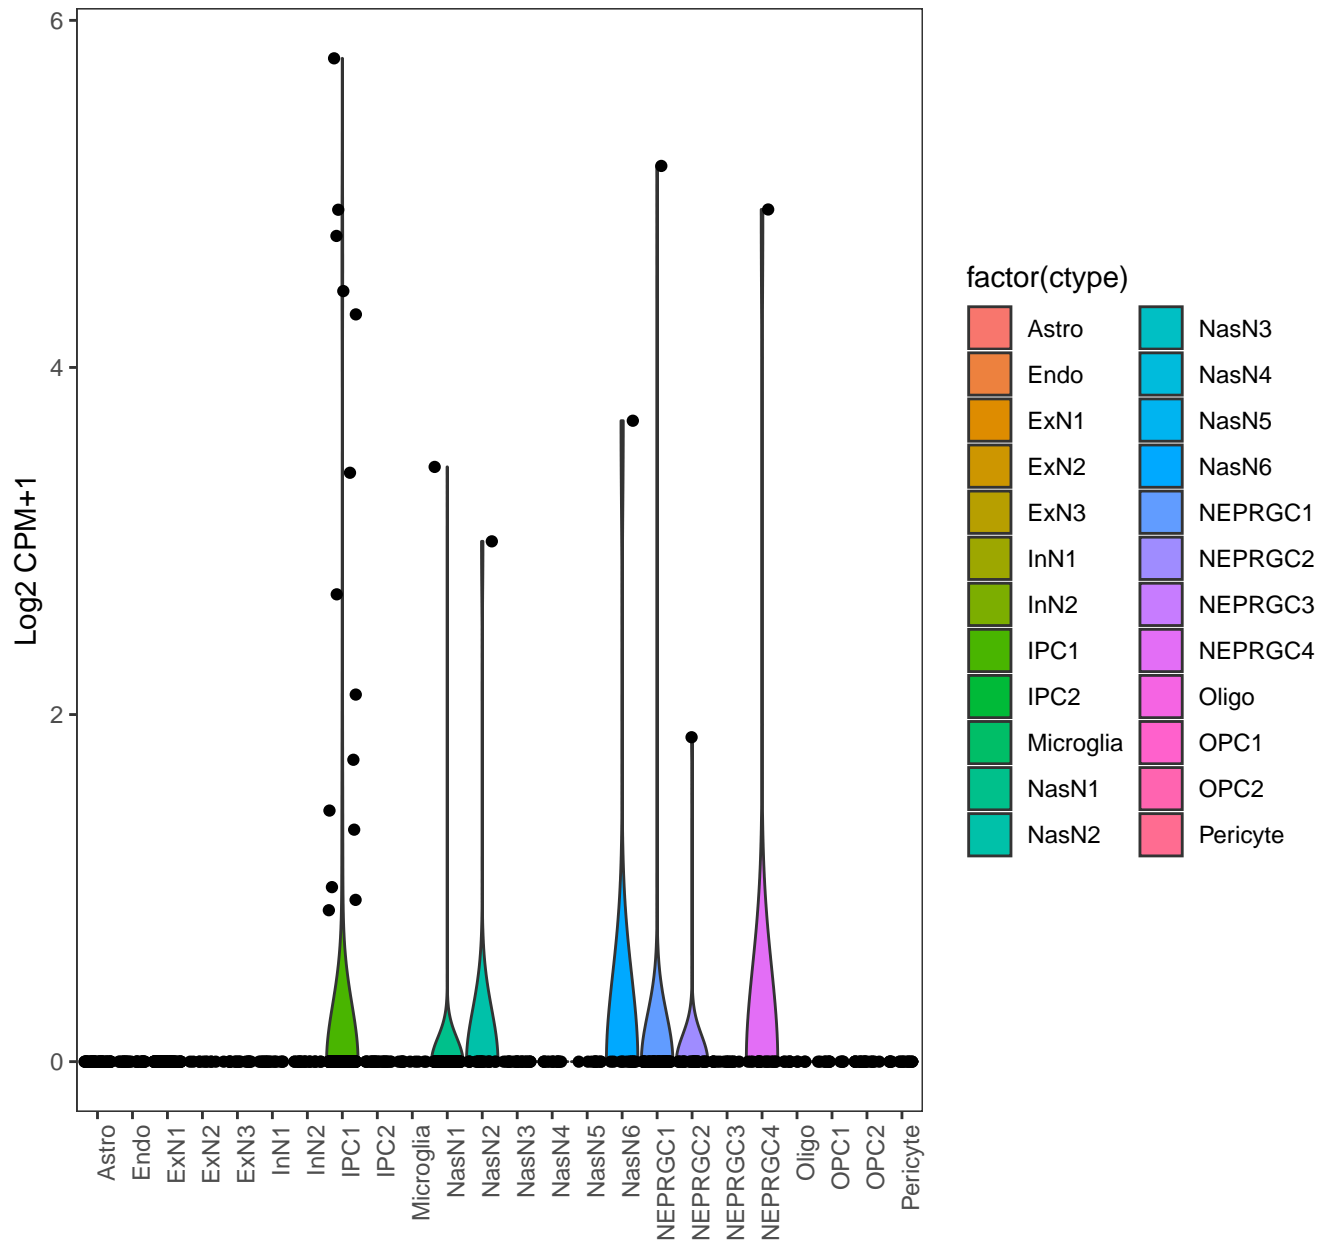 6
4
2
0
Log2 CPM+1
Astro
Endo
ExN1
ExN2
ExN3
InN1
InN2
IPC1
IPC2
Microglia
NasN1
NasN2
NasN3
NasN4
NasN5
NasN6
NEPRGC1
NEPRGC2
NEPRGC3
NEPRGC4
Oligo
OPC1
OPC2
Pericyte
factor(ctype)
Astro
Endo
ExN1
ExN2
ExN3
InN1
InN2
IPC1
IPC2
Microglia
NasN1
NasN2
NasN3
NasN4
NasN5
NasN6
NEPRGC1
NEPRGC2
NEPRGC3
NEPRGC4
Oligo
OPC1
OPC2
Pericyte